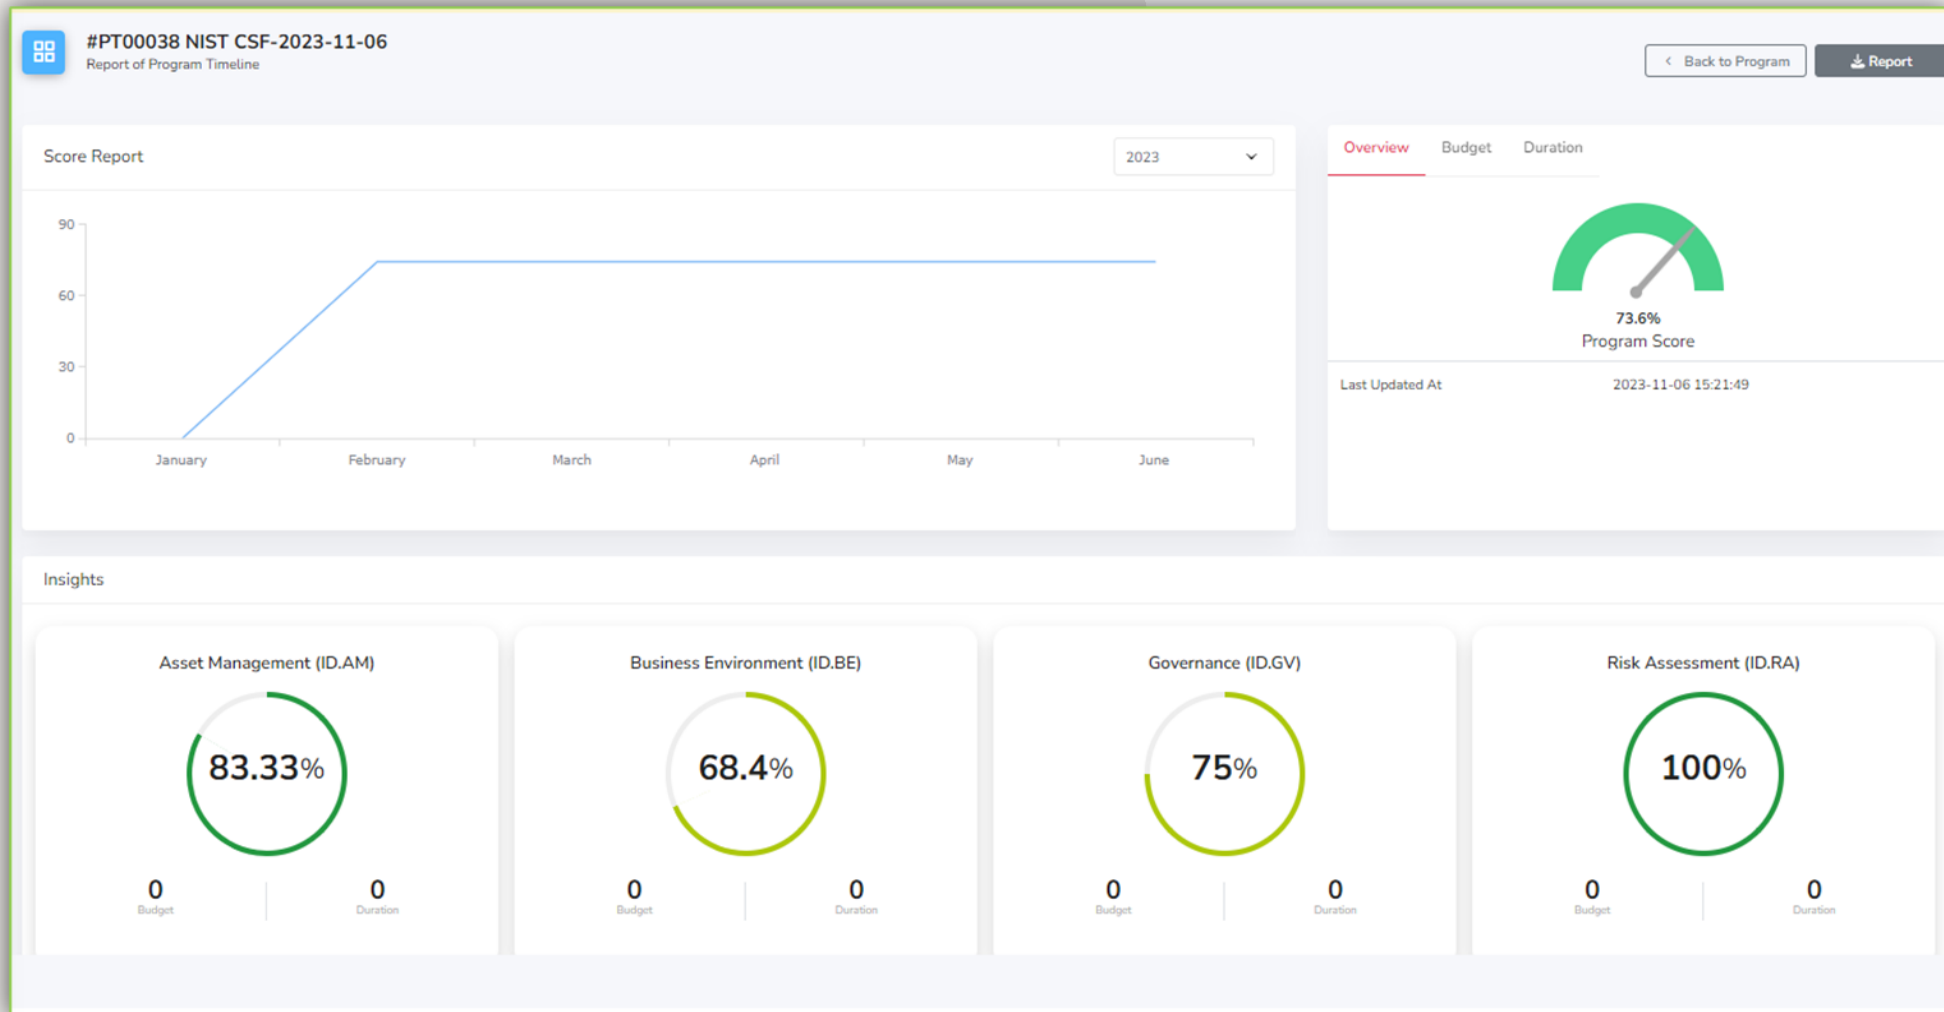 #PT00038 NIST CSF-2023-11-06
Report of Program Timeline
Back to Program
Report
Score Report
2023
90
60
30
0
January February March April May June
Overview Budget Duration
73.6%
Program Score
Last Updated At 2023-11-06 15:21:49
Insights
Asset Management (ID.AM)
83.33%
0 0
Budget Duration
Business Environment (ID.BE)
68.4%
0 0
Budget Duration
Governance (ID.GV)
75%
0 0
Budget Duration
Risk Assessment (ID.RA)
100%
0 0
Budget Duration